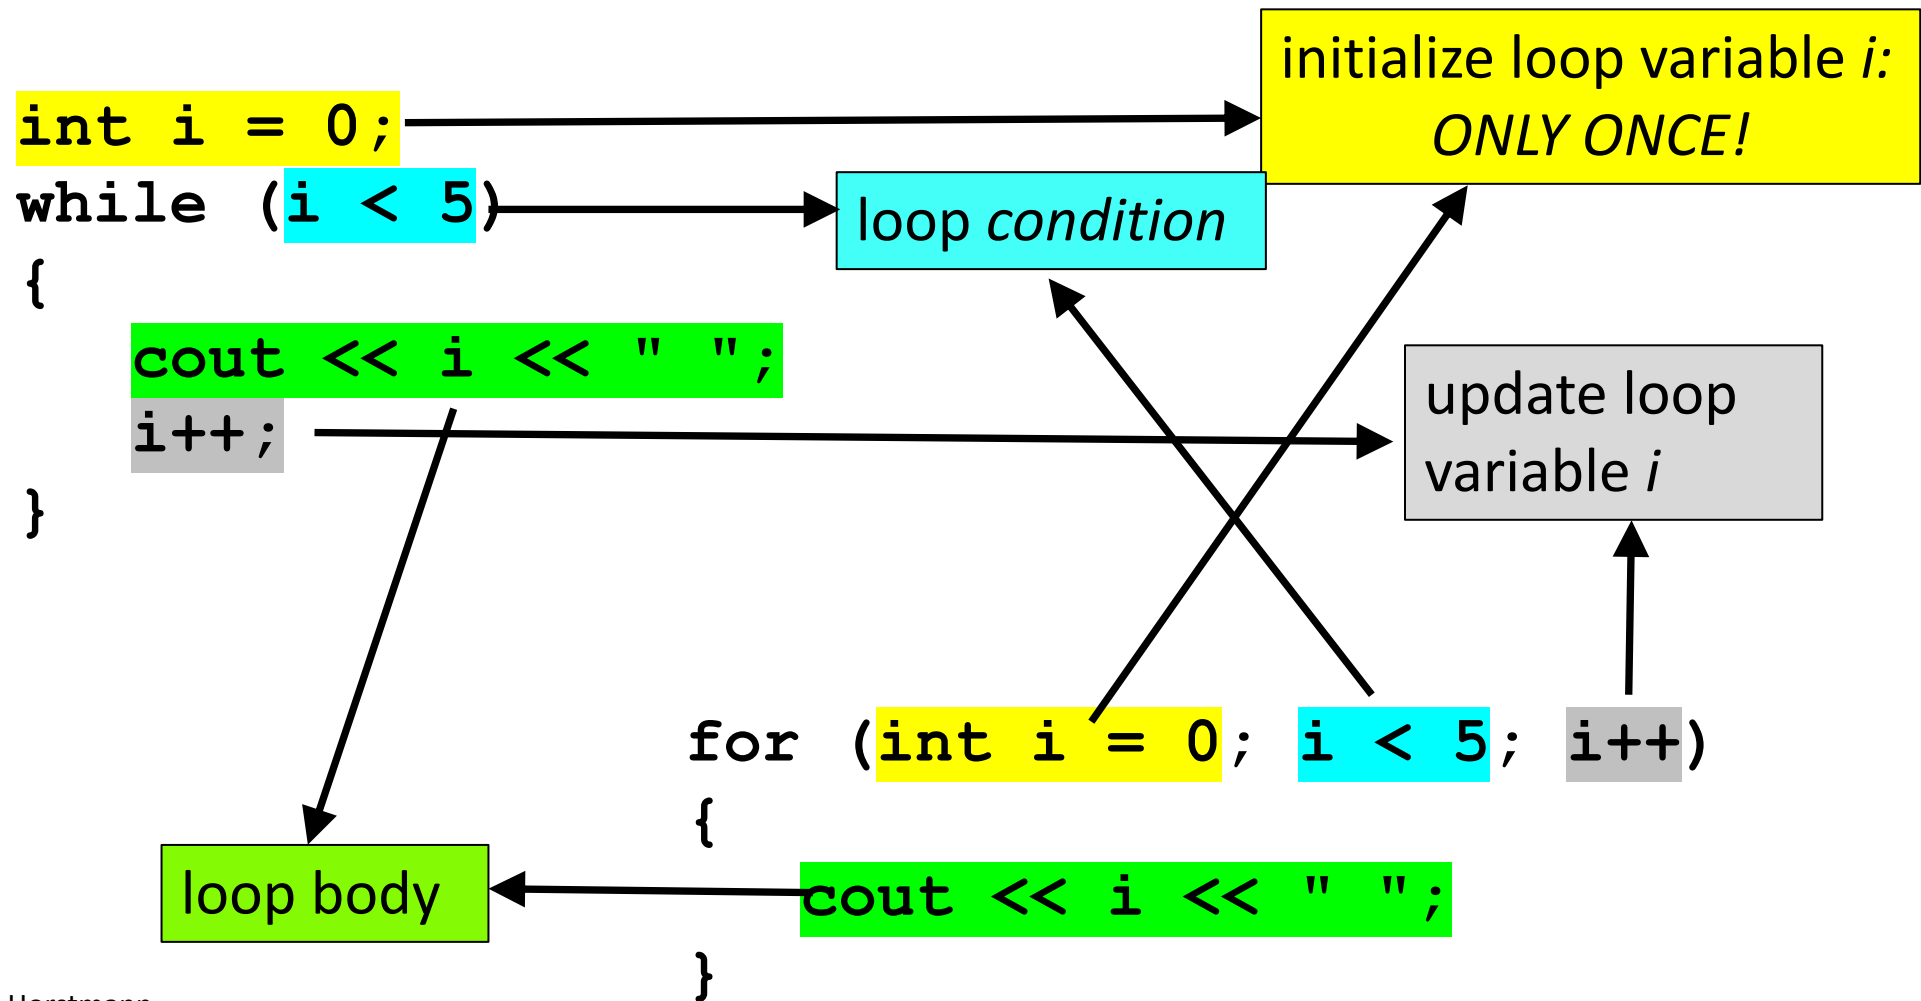 int i = 0;
while (i < 5)
{
cout << i << " ";
i++;
}
initialize loop variable i:
ONLY ONCE!
loop condition
update loop
variable i
for (int i = 0; i < 5; i++)
{
cout << i << " ";
}
loop body